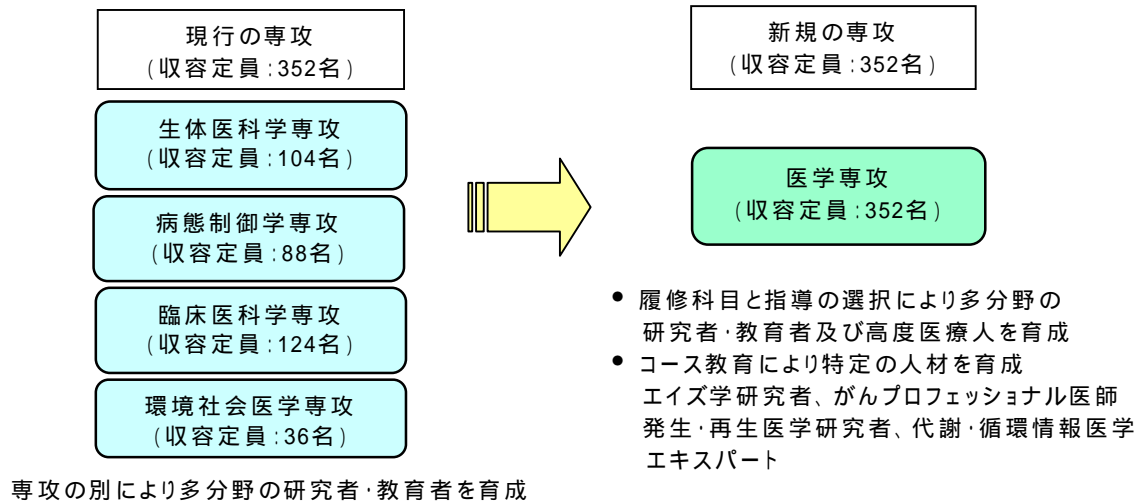 現行の専攻
(収容定員:352名)
生体医科学専攻
(収容定員:104名)
病態制御学専攻
(収容定員:88名)
臨床医科学専攻
(収容定員:124名)
環境社会医学専攻
(収容定員:36名)
専攻の別により多分野の研究者・教育者を育成
新規の専攻
(収容定員:352名)
医学専攻
(収容定員:352名)
• 履修科目と指導の選択により多分野の
研究者・教育者及び高度医療人を育成
• コース教育により特定の人材を育成
エイズ学研究者、がんプロフェッショナル医師
発生・再生医学研究者、代謝・循環情報医学
エキスパート